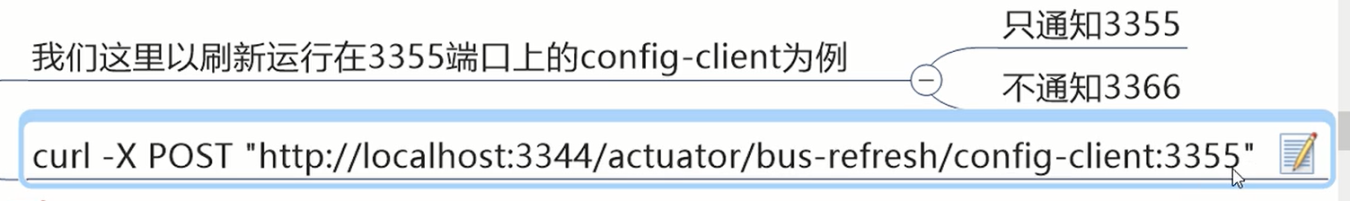 只通知3355
我们这里以刷新运行在3355端口上的config-client为例
不通知3366
curl -X POST "http://localhost:3344/actuator/bus-refresh/config-client:3355"